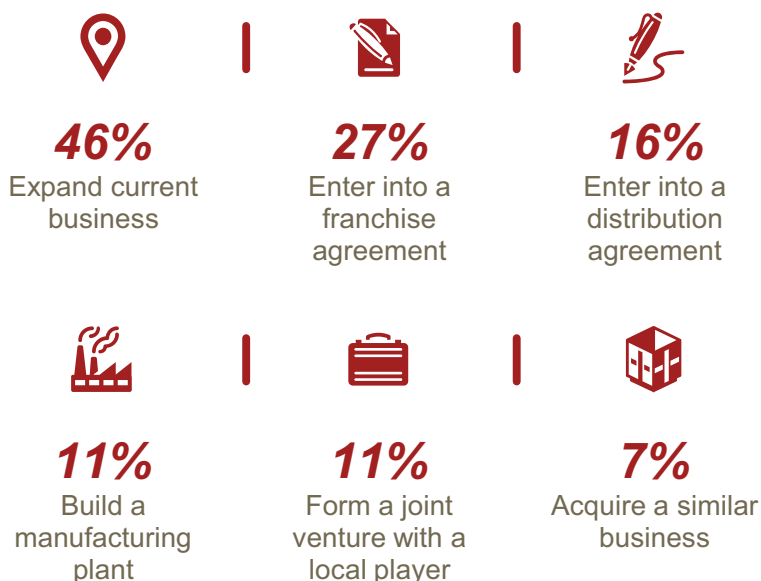 46%
Expand current
business
27%
Enter into a
franchise
agreement
16%
Enter into a
distribution
agreement
11%
Build a
manufacturing
plant
11%
Form a joint
venture with a
local player
7%
Acquire a similar
business